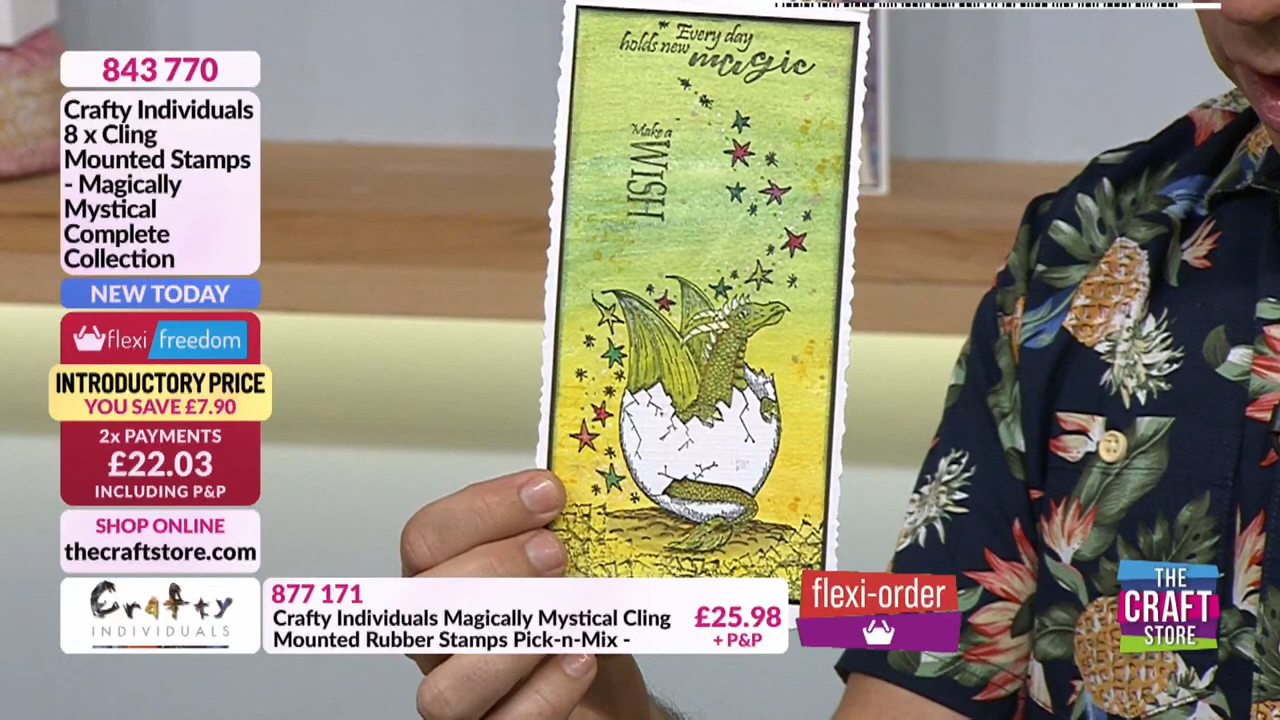 843 770
Crafty Individuals
8 x Cling
Mounted Stamps
- Magically
Mystical
Complete
Collection
NEW TODAY
flexi freedom
INTRODUCTORY PRICE
YOU SAVE £7.90
2x PAYMENTS
£22.03
INCLUDING P&P
SHOP ONLINE
thecraftstore.com
Crafty
INDIVIDUALS
877 171
Crafty Individuals Magically Mystical Cling
Mounted Rubber Stamps Pick-n-Mix -
£25.98
+ P&P
flexi-order
THE
CRAFT
STORE
Every day
holds new magic
Make a
WISH